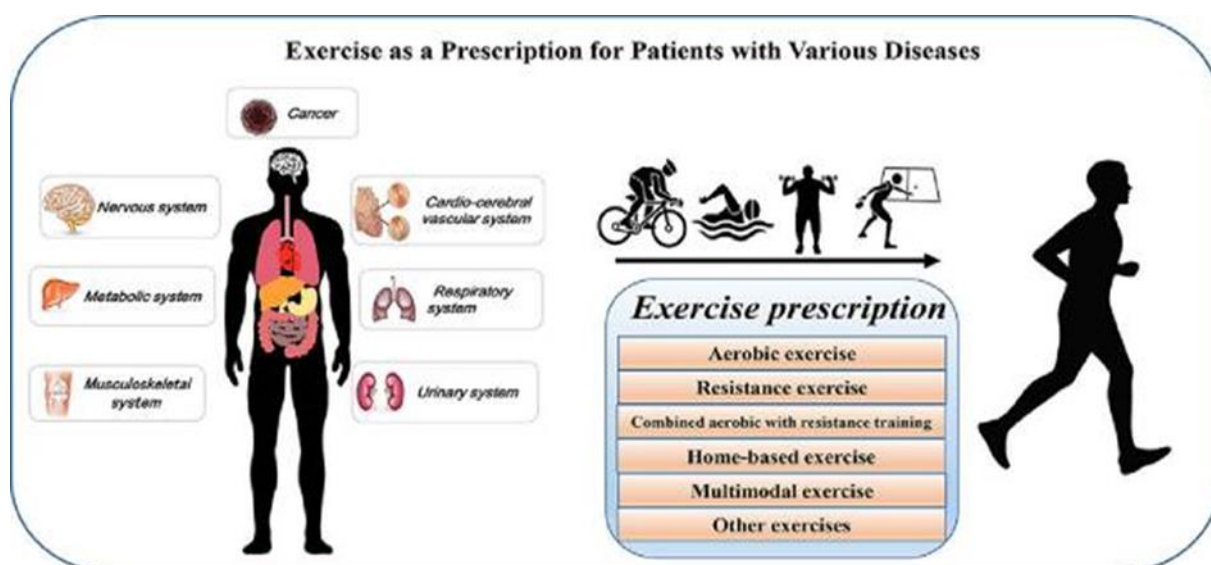 Exercise as a Prescription for Patients with Various Diseases
Cancer
Nervous system
Cardio-cerebral
vascular system
Metabolic system
Respiratory
system
Musculoskeletal
system
Urinary system
Exercise prescription
Aerobic exercise
Resistance exercise
Combined aerobic with resistance training
Home-based exercise
Multimodal exercise
Other exercises